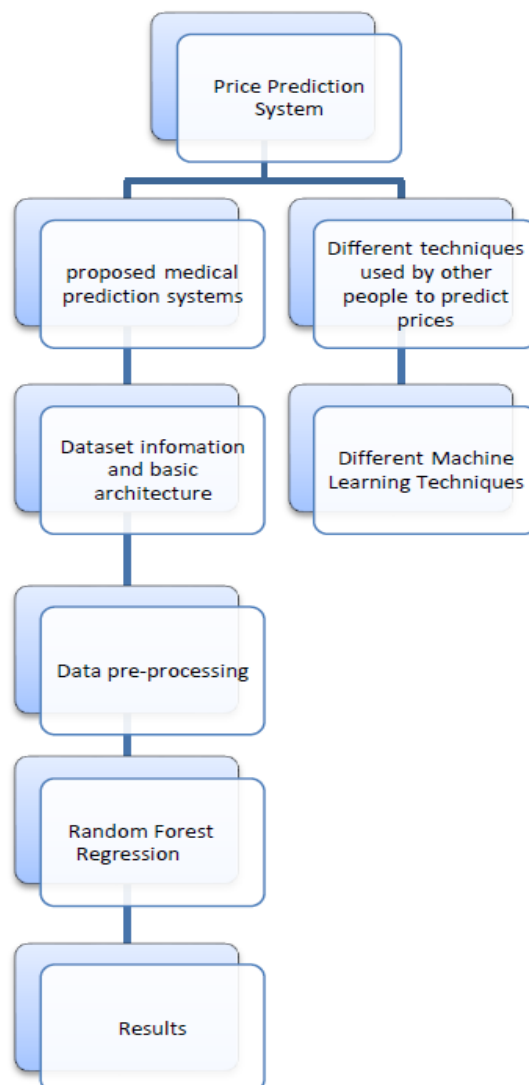 Price Prediction
System
proposed medical
prediction systems
Different techniques
used by other
people to predict
prices
Dataset infomation
and basic
architecture
Different Machine
Learning Techniques
Data pre-processing
Random Forest
Regression
Results